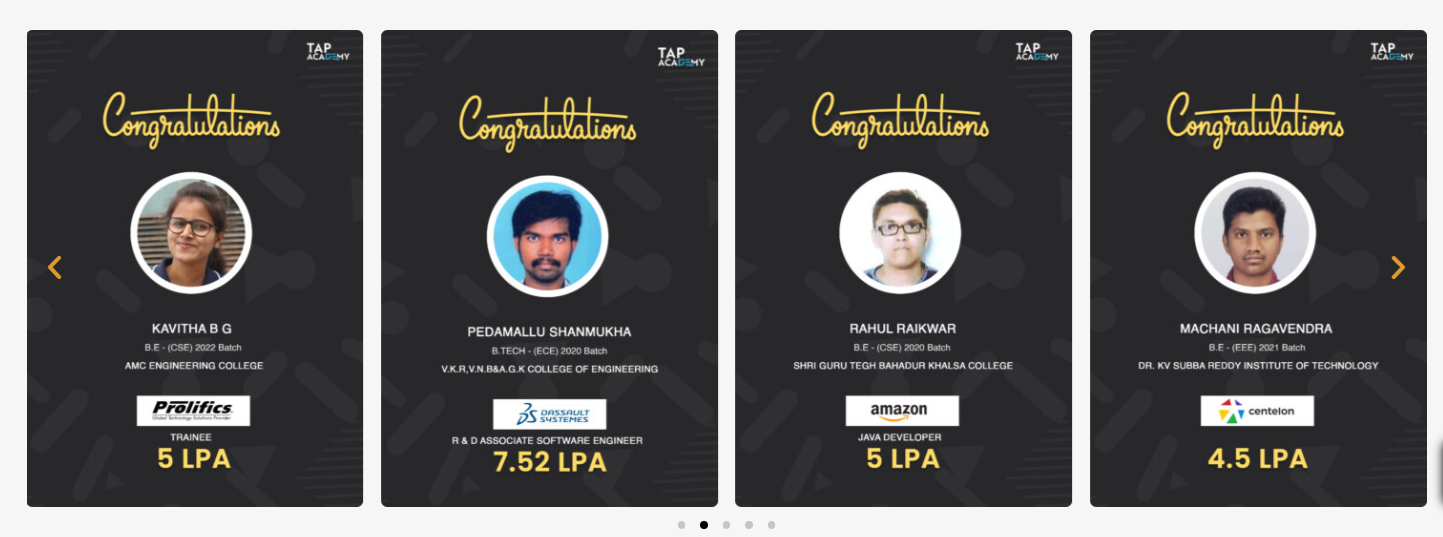 TAP
ACADEMY
Congratulations
KAVITHA B G
B.E - (CSE) 2022 Batch
AMC ENGINEERING COLLEGE
Prolifics
Global Technology Solutions Provider
TRAINEE
5 LPA
TAP
ACADEMY
Congratulations
PEDAMALLU SHANMUKHA
B.TECH - (ECE) 2020 Batch
V.K.R,V.N.B&A.G.K COLLEGE OF ENGINEERING
DASSAULT
SYSTEMES
R & D ASSOCIATE SOFTWARE ENGINEER
7.52 LPA
TAP
ACADEMY
Congratulations
RAHUL RAIKWAR
B.E - (CSE) 2020 Batch
SHRI GURU TEGH BAHADUR KHALSA COLLEGE
amazon
JAVA DEVELOPER
5 LPA
TAP
ACADEMY
Congratulations
MACHANI RAGAVENDRA
B.E - (EEE) 2021 Batch
DR. KV SUBBA REDDY INSTITUTE OF TECHNOLOGY
centelon
4.5 LPA